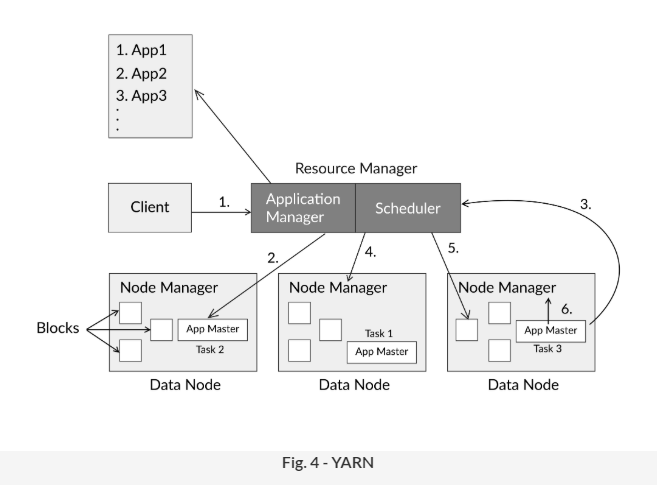 1. App1
2. App2
3. App3
Resource Manager
Client
1.
Application
Manager
Scheduler
3.
2.
4.
5.
Node Manager
Node Manager
Node Manager
6.
Blocks
App Master
Task 2
Task 1
App Master
App Master
Task 3
Data Node
Data Node
Data Node
Fig. 4 - YARN